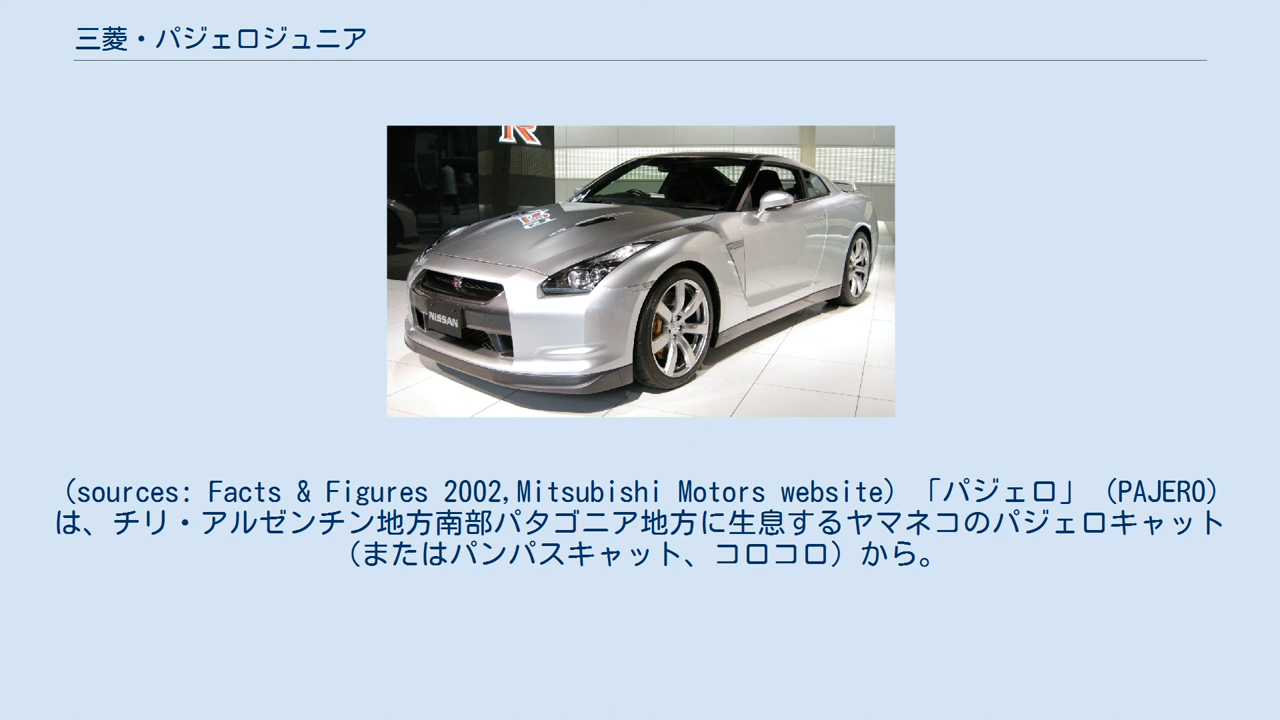 三菱・パジェロジュニア
R
NISSAN
（sources: Facts & Figures 2002,Mitsubishi Motors website）「パジェロ」（PAJERO）
は、チリ・アルゼンチン地方南部パタゴニア地方に生息するヤマネコのパジェロキャット
（またはパンパスキャット、コロコロ）から。